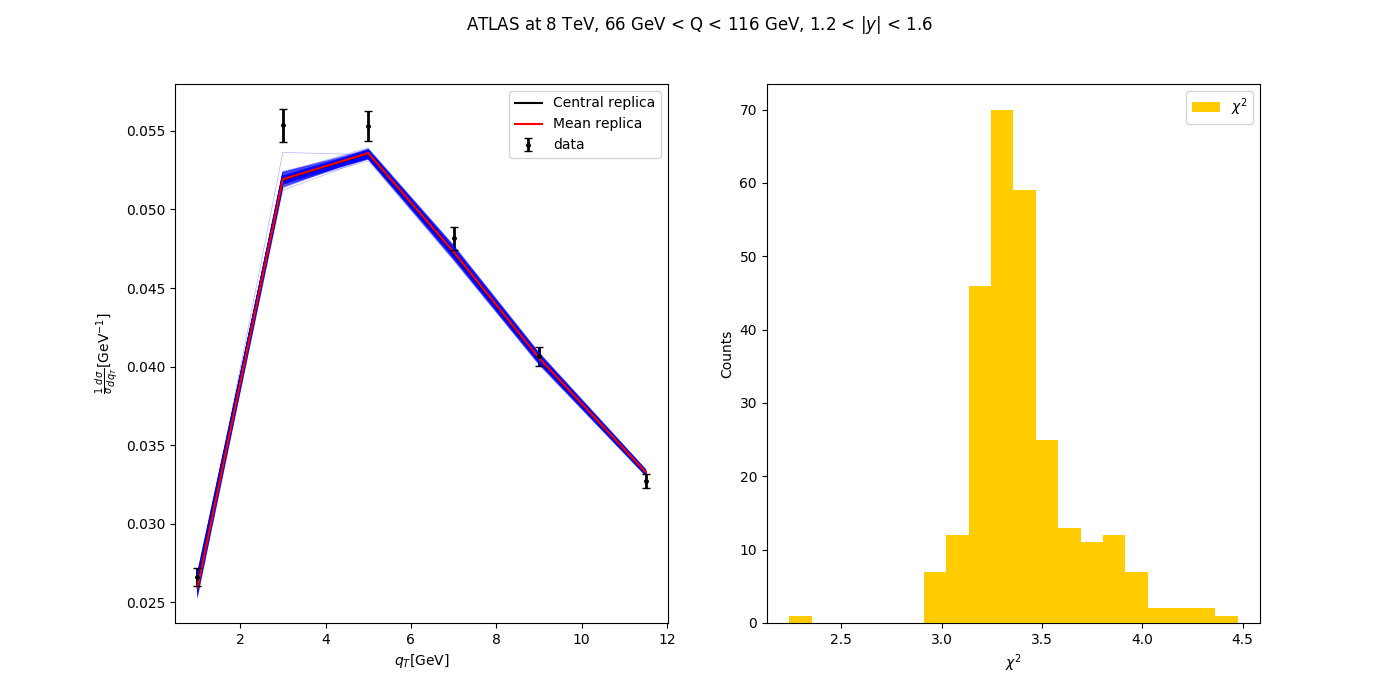 ATLAS at 8 TeV, 66 GeV < Q < 116 GeV, 1.2 < |y| < 1.6
Central replica
Mean replica
data
0.055
0.050
0.045
0.040
0.035
0.030
0.025
1/σ dσ/dq_T [GeV⁻¹]
2
4
6
8
10
12
q_T[GeV]
χ²
70
60
50
40
30
20
10
0
Counts
2.5
3.0
3.5
4.0
4.5
χ²